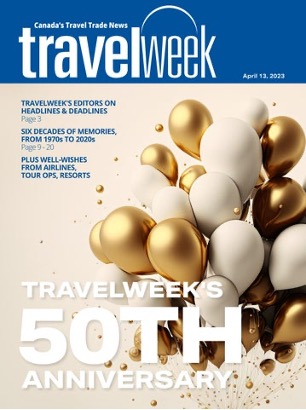 Canada's Travel Trade News
travelweek
April 13, 2023
TRAVELWEEK'S EDITORS ON
HEADLINES & DEADLINES
Page 3
SIX DECADES OF MEMORIES,
FROM 1970s TO 2020s
Page 9 - 20
PLUS WELL-WISHES
FROM AIRLINES,
TOUR OPS, RESORTS
TRAVELWEEK'S
50TH
ANNIVERSARY